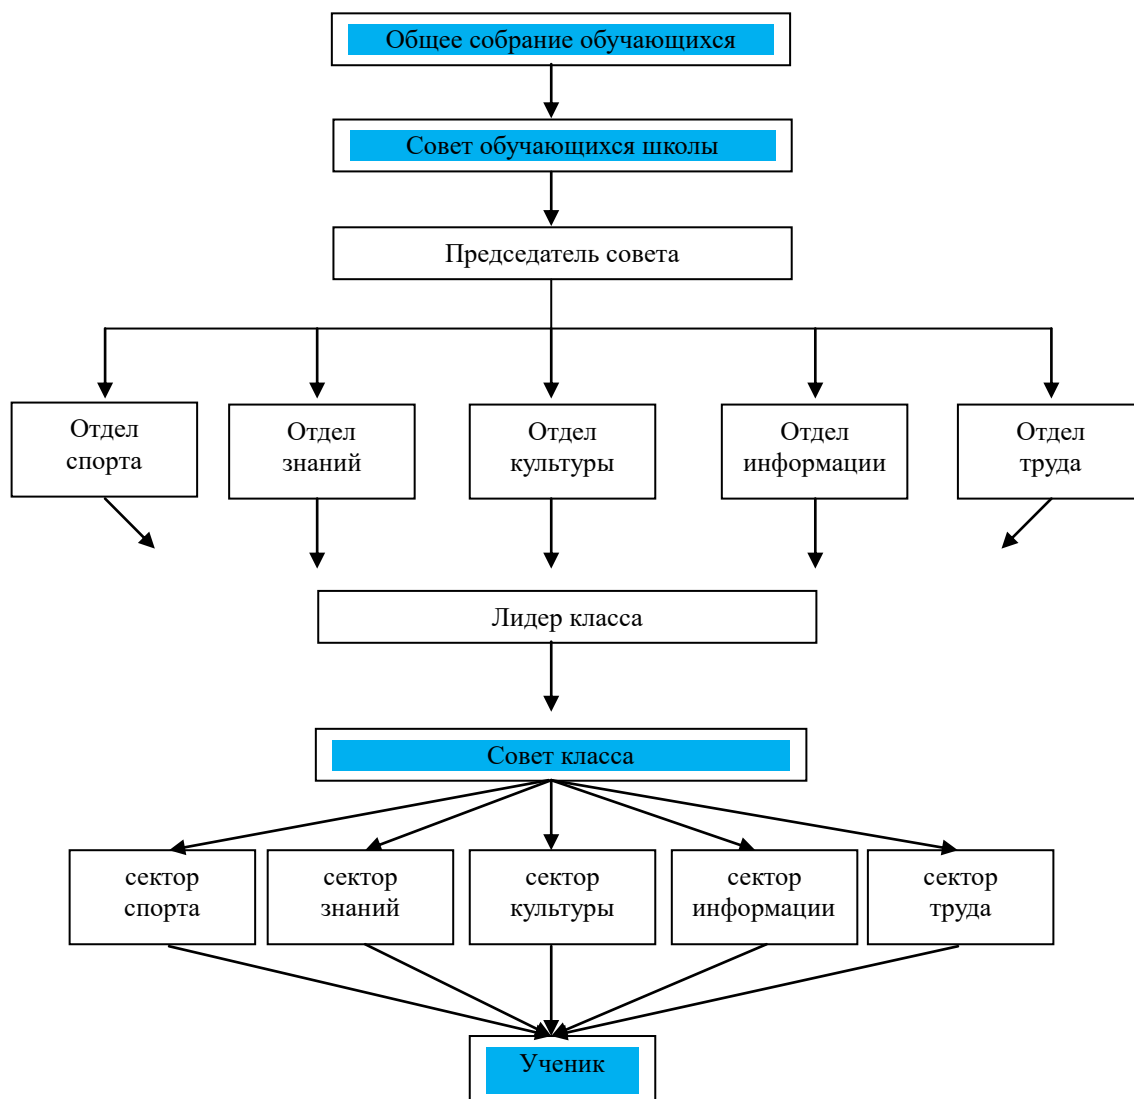 Общее собрание обучающихся
Совет обучающихся школы
Председатель совета
Отдел
спорта
Отдел
знаний
Отдел
культуры
Отдел
информации
Отдел
труда
Лидер класса
Совет класса
сектор
спорта
сектор
знаний
сектор
культуры
сектор
информации
сектор
труда
Ученик